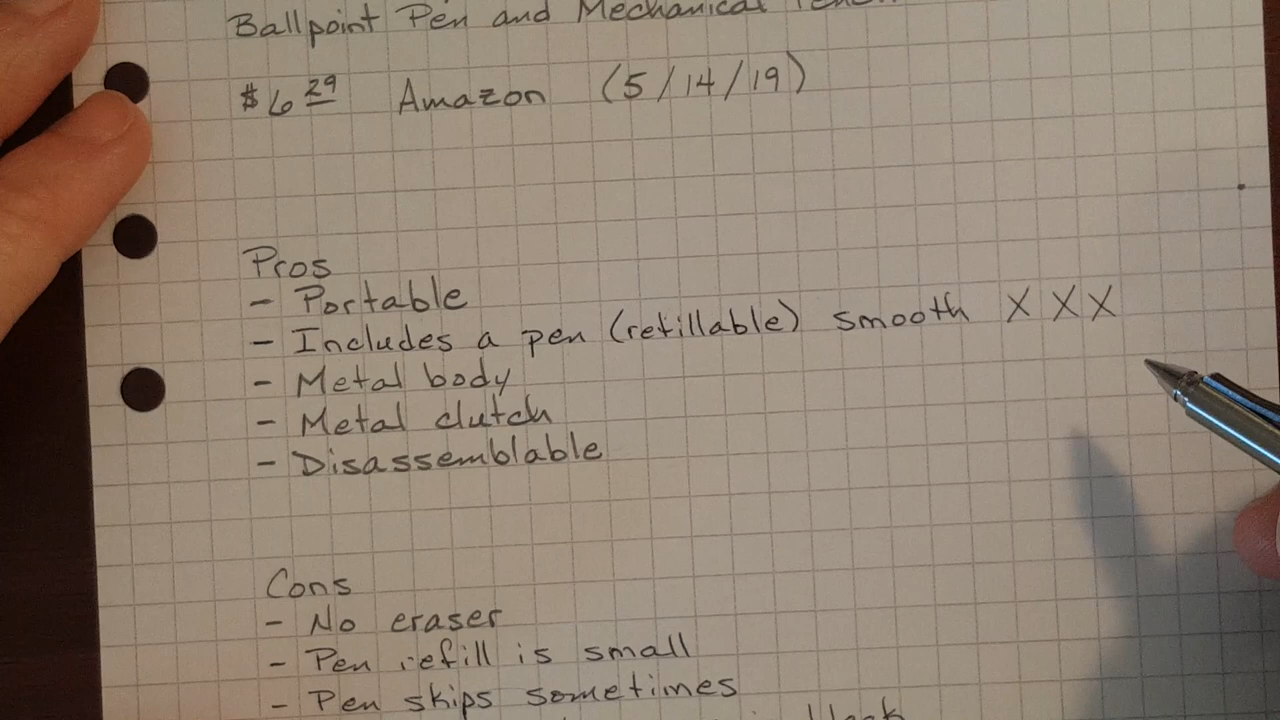 Ballpoint Pen and Mechanical
$6.29 Amazon (5/14/19)
Pros
- Portable
- Includes a pen (refillable) smooth X X X
- Metal body
- Metal clutch
- Disassemblable
Cons
- No eraser
- Pen refill is small
- Pen skips sometimes